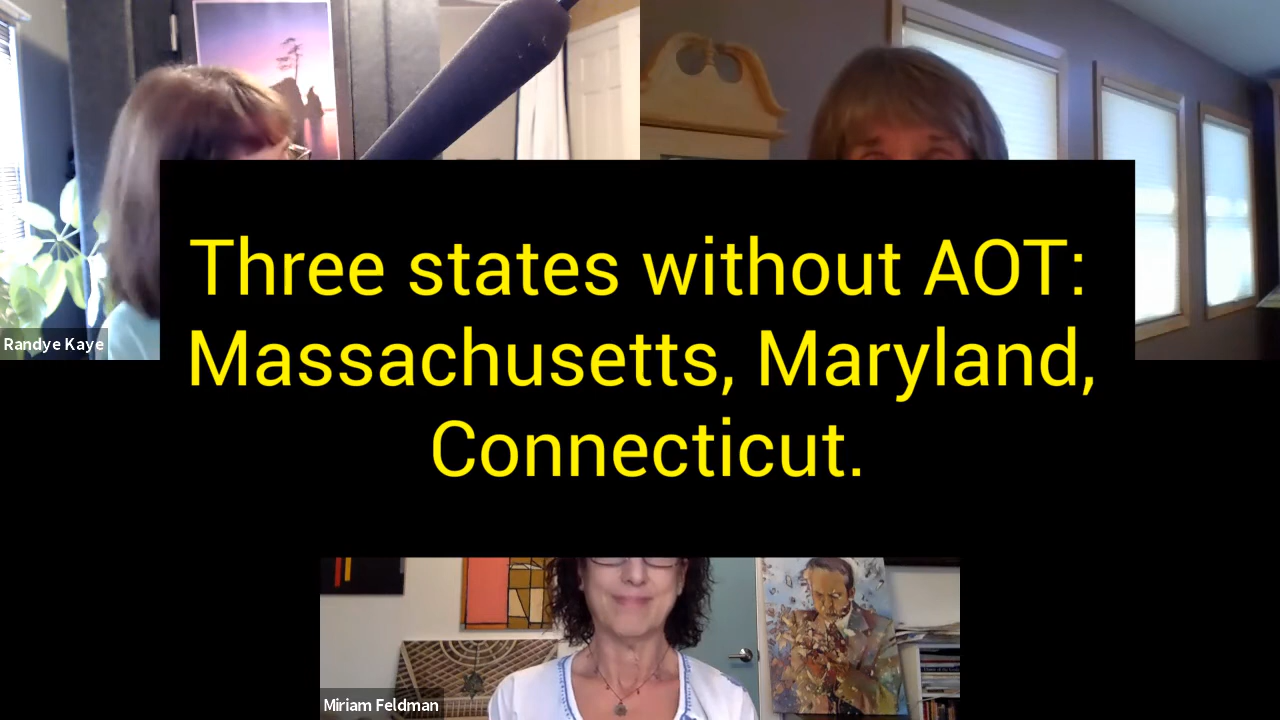 Three states without AOT:
Massachusetts, Maryland,
Connecticut.
Randye Kaye
Miriam Feldman